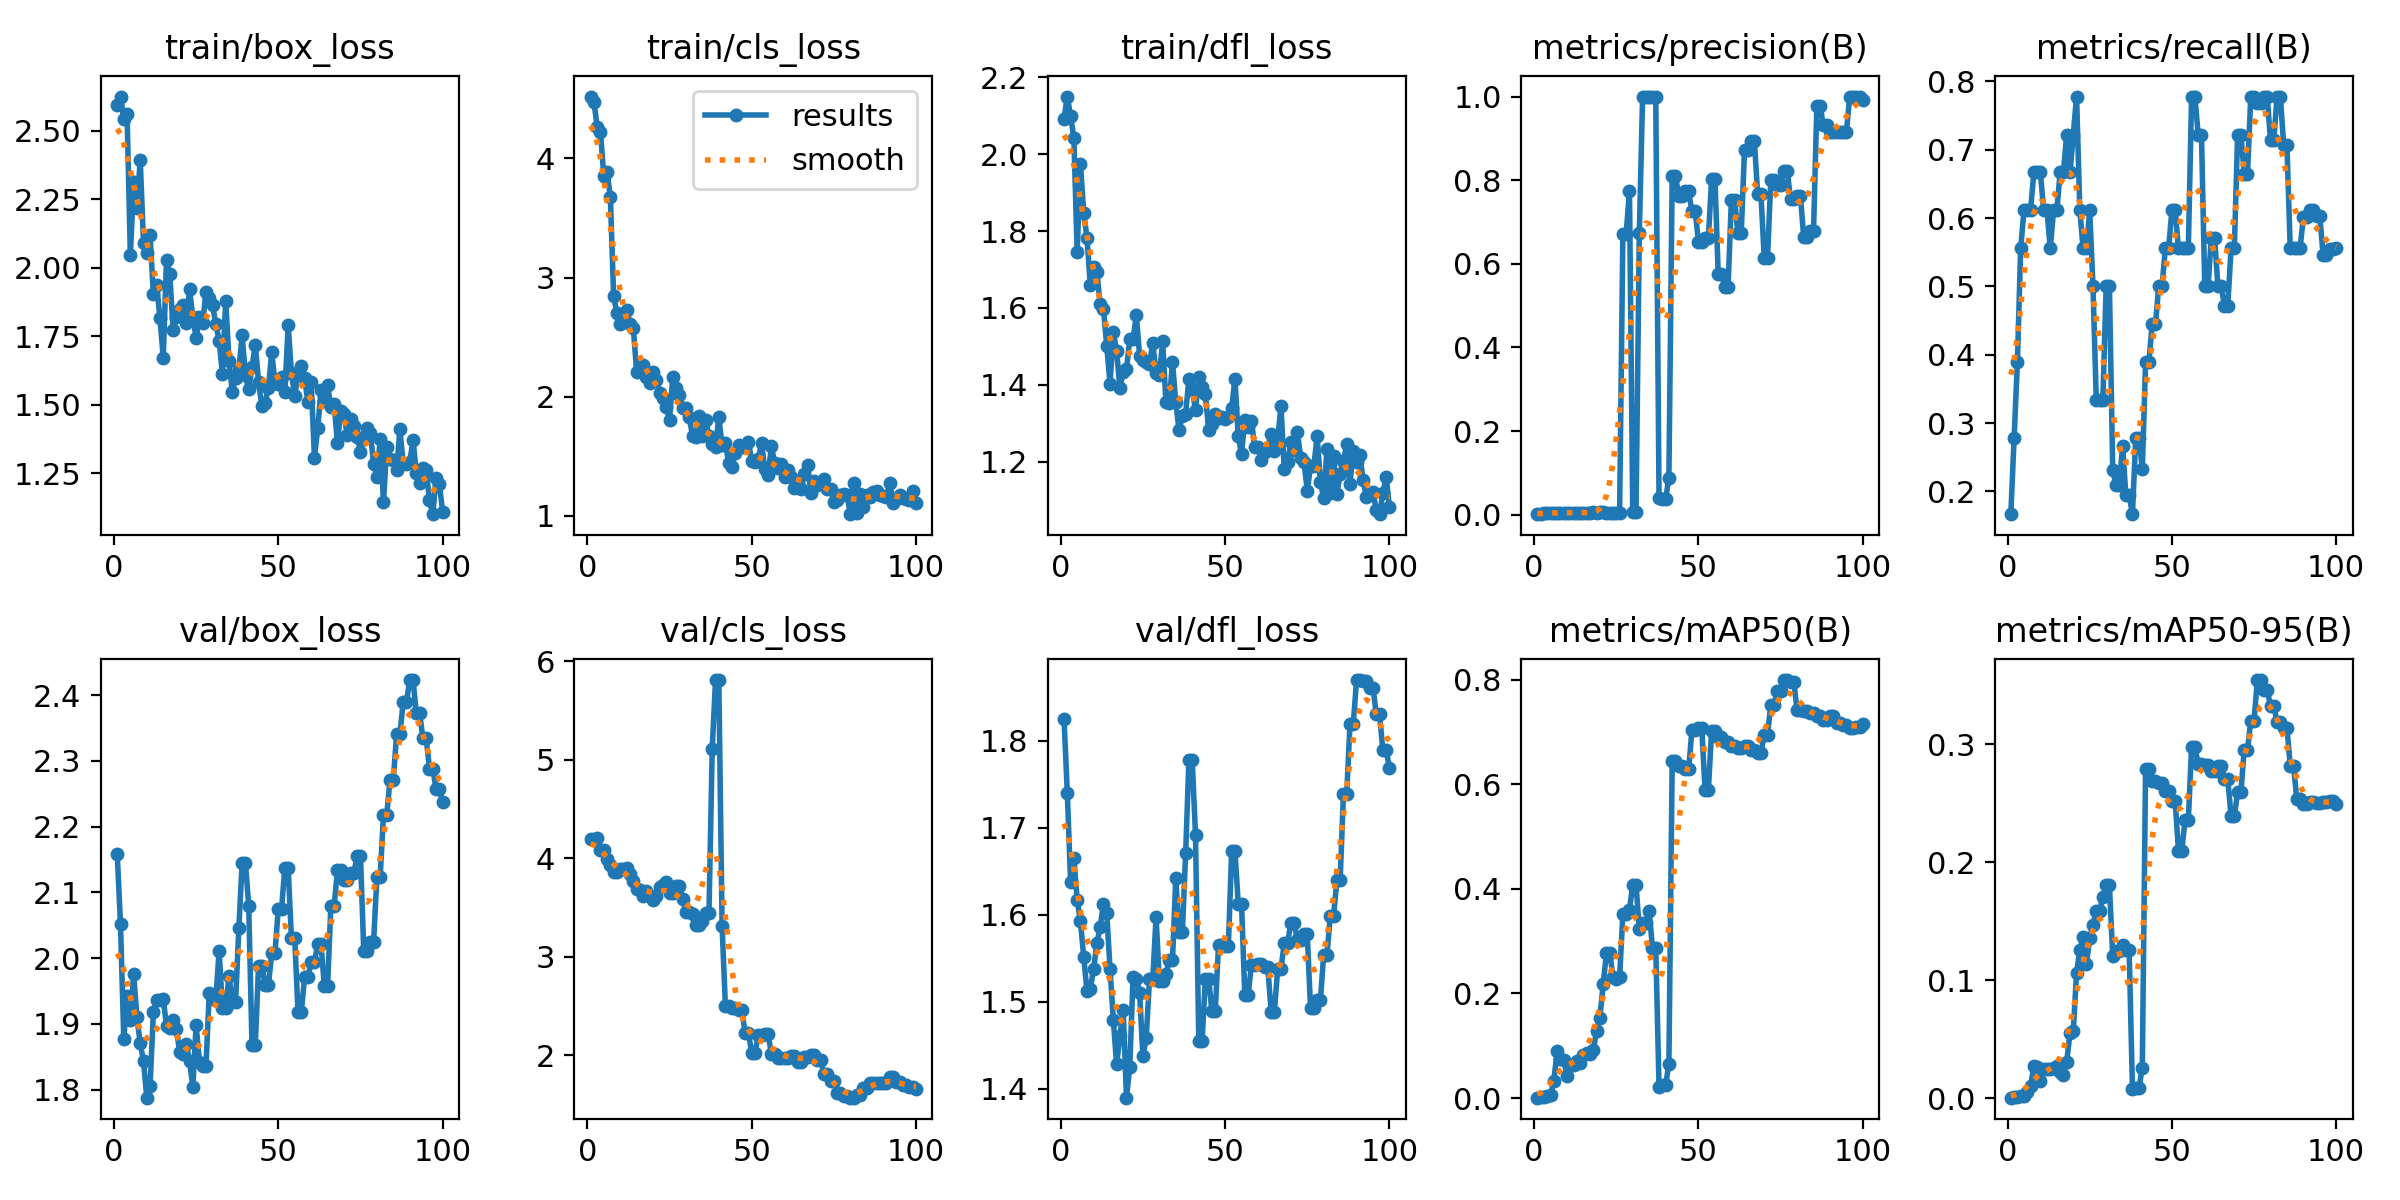 train/box_loss
2.50
2.25
2.00
1.75
1.50
1.25
0 50 100
train/cls_loss
results
smooth
4
3
2
1
0 50 100
train/dfl_loss
2.2
2.0
1.8
1.6
1.4
1.2
0 50 100
metrics/precision(B)
1.0
0.8
0.6
0.4
0.2
0.0
0 50 100
metrics/recall(B)
0.8
0.7
0.6
0.5
0.4
0.3
0.2
0 50 100
val/box_loss
2.4
2.3
2.2
2.1
2.0
1.9
1.8
0 50 100
val/cls_loss
6
5
4
3
2
0 50 100
val/dfl_loss
1.8
1.7
1.6
1.5
1.4
0 50 100
metrics/mAP50(B)
0.8
0.6
0.4
0.2
0.0
0 50 100
metrics/mAP50-95(B)
0.3
0.2
0.1
0.0
0 50 100